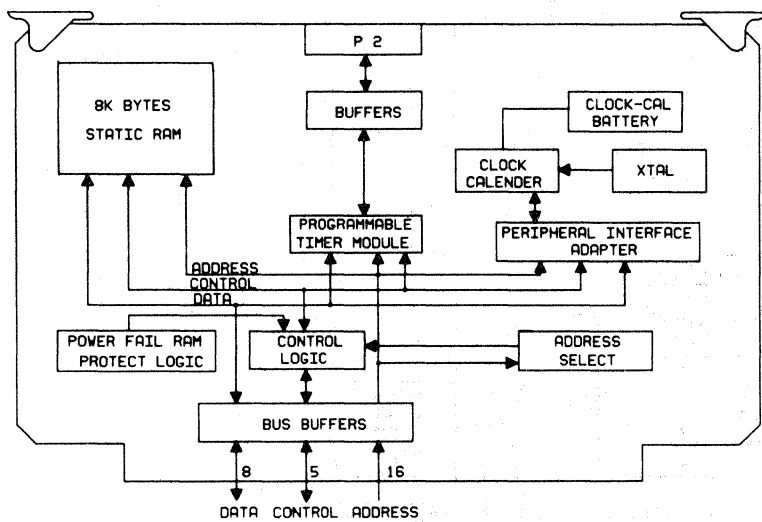 P 2
8K BYTES
STATIC RAM
BUFFERS
CLOCK-CAL
BATTERY
CLOCK
CALENDER
XTAL
PROGRAMMABLE
TIMER MODULE
PERIPHERAL INTERFACE
ADAPTER
ADDRESS
CONTROL
DATA
POWER FAIL RAM
PROTECT LOGIC
CONTROL
LOGIC
ADDRESS
SELECT
BUS BUFFERS
8 5 16
DATA CONTROL ADDRESS